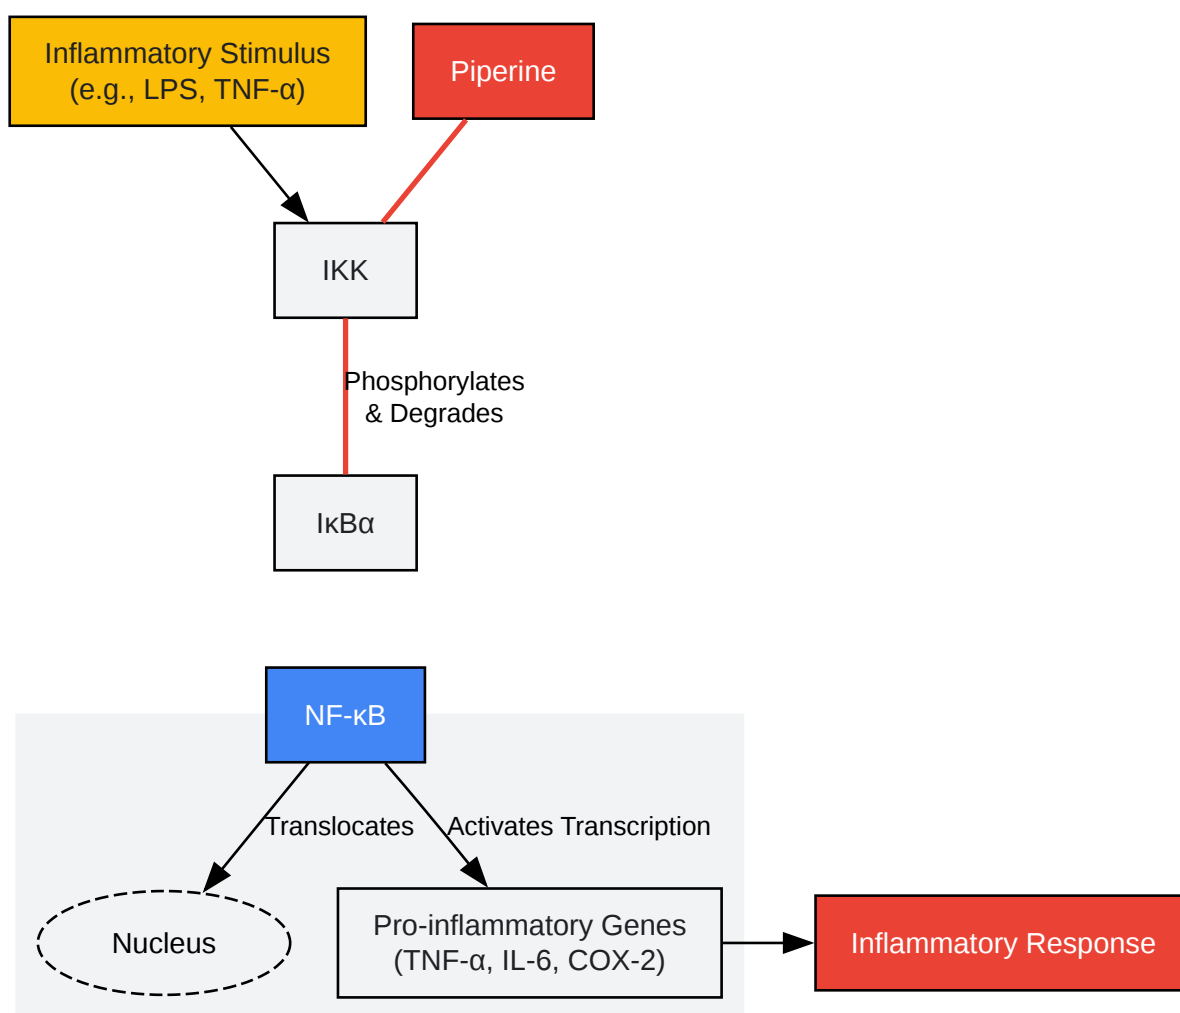 Inflammatory Stimulus
(e.g., LPS, TNF-α)
Piperine
IKK
Phosphorylates
& Degrades
IκBα
NF-κB
Translocates
Activates Transcription
Nucleus
Pro-inflammatory Genes
(TNF-α, IL-6, COX-2)
Inflammatory Response